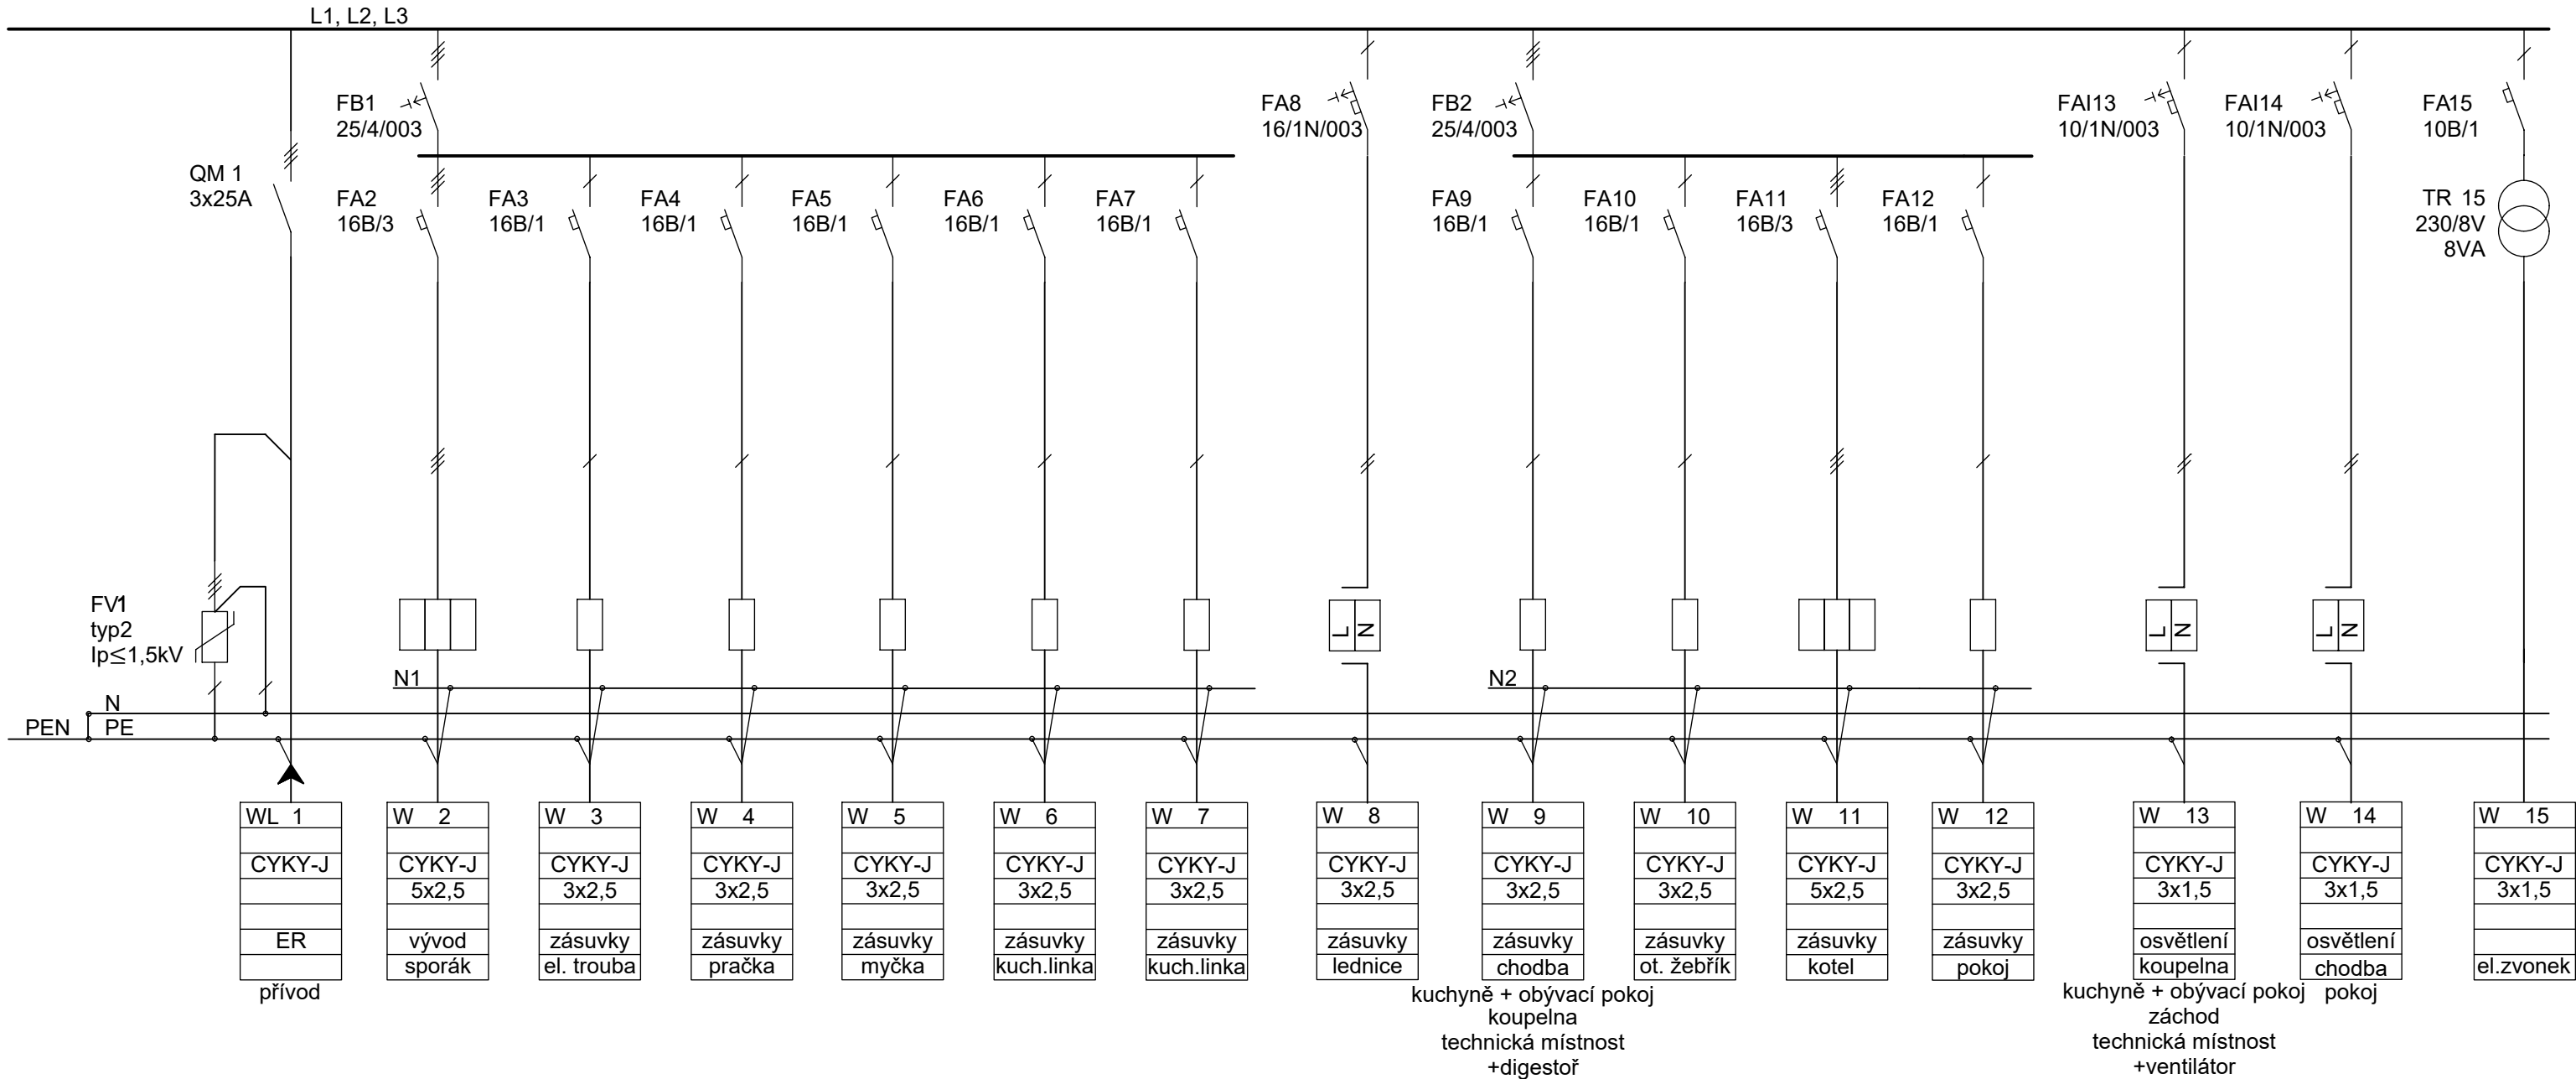 L1, L2, L3
QM 1
3x25A
FB1
25/4/003
FA2
16B/3
FA3
16B/1
FA4
16B/1
FA5
16B/1
FA6
16B/1
FA7
16B/1
FA8
16/1N/003
FB2
25/4/003
FA9
16B/1
FA10
16B/1
FA11
16B/3
FA12
16B/1
FAI13
10/1N/003
FAI14
10/1N/003
FA15
10B/1
TR 15
230/8V
8VA
FV1
typ2
Ip≤1,5kV
L N
L N
L N
N1
N2
N
PEN
PE
WL 1
CYKY-J
ER
přívod
W 2
CYKY-J
5x2,5
vývod
sporák
W 3
CYKY-J
3x2,5
zásuvky
el. trouba
W 4
CYKY-J
3x2,5
zásuvky
pračka
W 5
CYKY-J
3x2,5
zásuvky
myčka
W 6
CYKY-J
3x2,5
zásuvky
kuch.linka
W 7
CYKY-J
3x2,5
zásuvky
kuch.linka
W 8
CYKY-J
3x2,5
zásuvky
lednice
W 9
CYKY-J
3x2,5
zásuvky
chodba
kuchyně + obývací pokoj
koupelna
technická místnost
+digestoř
W 10
CYKY-J
3x2,5
zásuvky
ot. žebřík
W 11
CYKY-J
5x2,5
zásuvky
kotel
W 12
CYKY-J
3x2,5
zásuvky
pokoj
W 13
CYKY-J
3x1,5
osvětlení
koupelna
kuchyně + obývací pokoj
záchod
technická místnost
+ventilátor
W 14
CYKY-J
3x1,5
osvětlení
chodba
pokoj
W 15
CYKY-J
3x1,5
el.zvonek